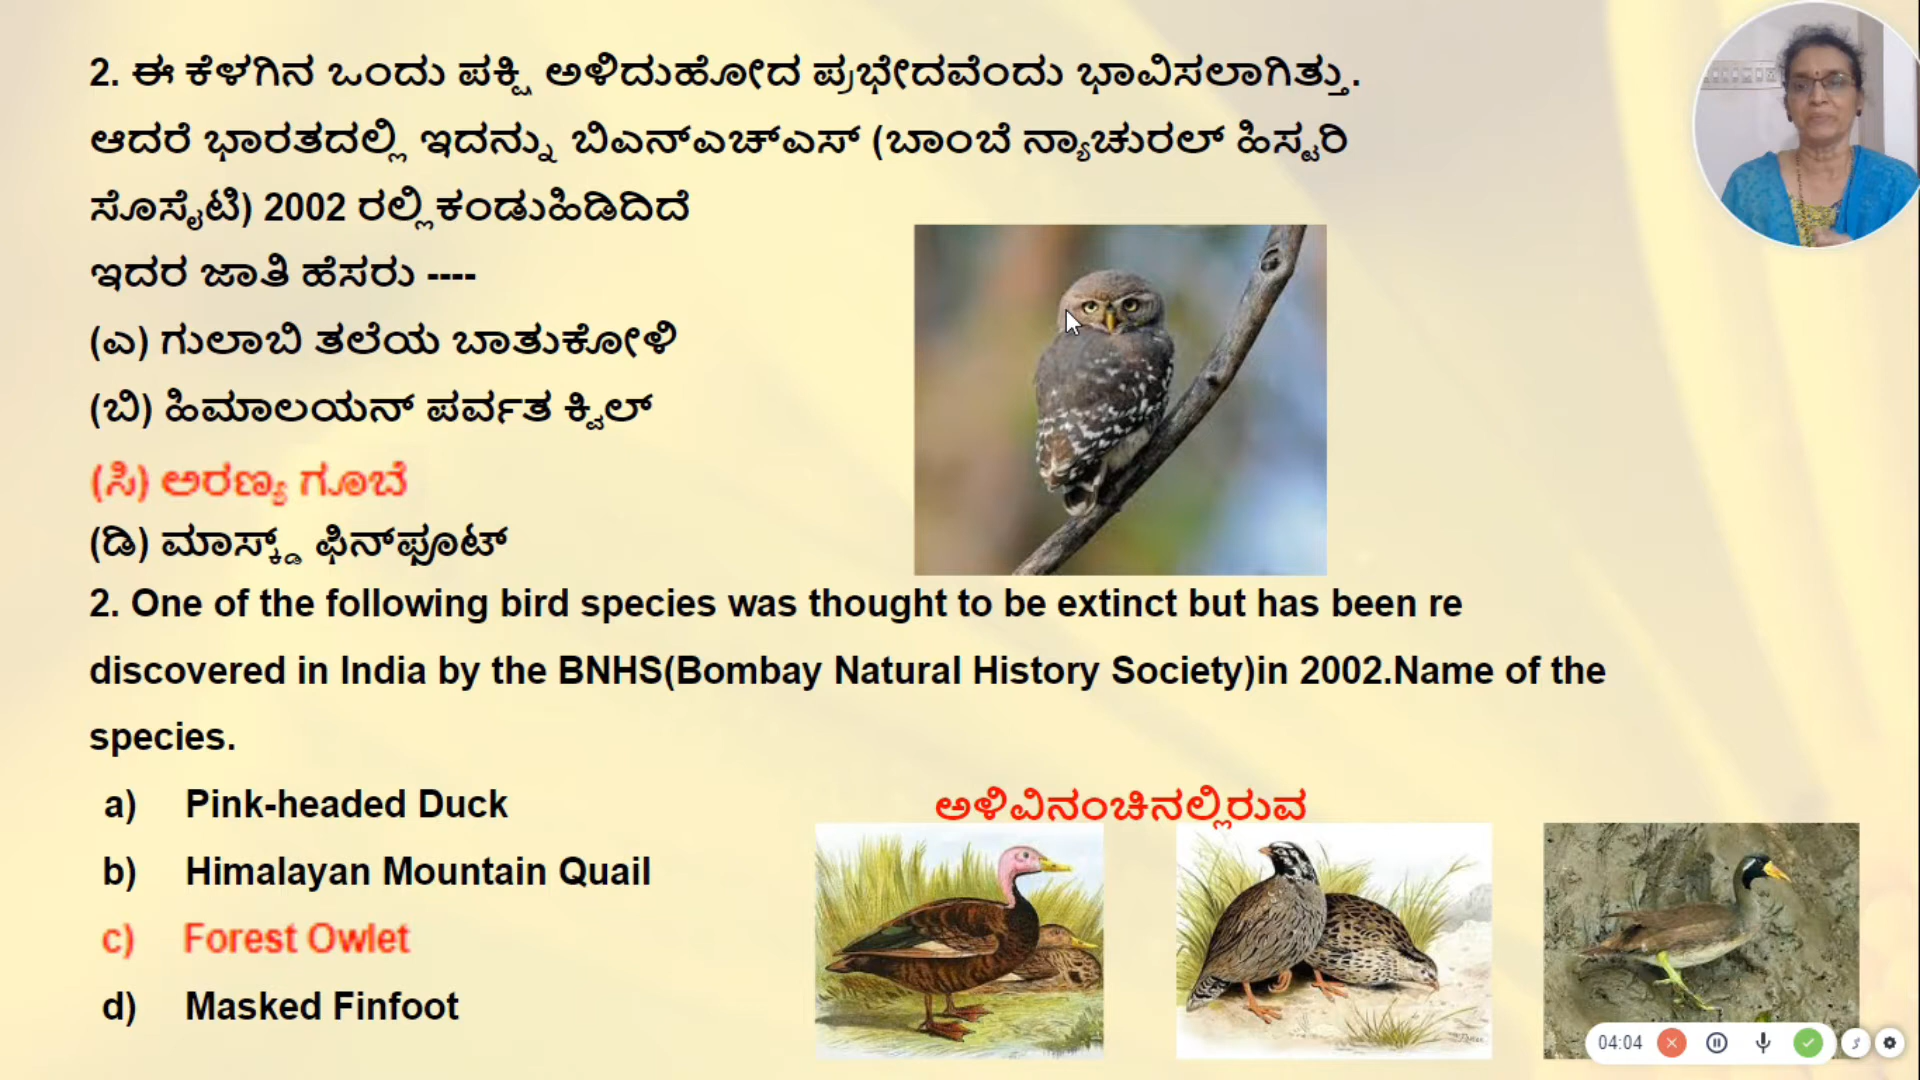 2. ಈ ಕೆಳಗಿನ ಒಂದು ಪಕ್ಷಿ ಅಳಿದುಹೋದ ಪ್ರಭೇದವೆಂದು ಭಾವಿಸಲಾಗಿತ್ತು.
ಆದರೆ ಭಾರತದಲ್ಲಿ ಇದನ್ನು ಬಿಎನ್ಎಚ್ಎಸ್ (ಬಾಂಬೆ ನ್ಯಾಚುರಲ್ ಹಿಸ್ಟರಿ
ಸೊಸೈಟಿ) 2002 ರಲ್ಲಿ ಕಂಡುಹಿಡಿದಿದೆ
ಇದರ ಜಾತಿ ಹೆಸರು ----
(ಎ) ಗುಲಾಬಿ ತಲೆಯ ಬಾತುಕೋಳಿ
(ಬಿ) ಹಿಮಾಲಯನ್ ಪರ್ವತ ಕ್ವಿಲ್
(ಸಿ) ಅರಣ್ಯ ಗೂಬೆ
(ಡಿ) ಮಾಸ್ಕ್ಡ್ ಫಿನ್‌ಫೂಟ್
2. One of the following bird species was thought to be extinct but has been re
discovered in India by the BNHS(Bombay Natural History Society)in 2002.Name of the
species.
a) Pink-headed Duck
ಅಳಿವಿನಂಚಿನಲ್ಲಿರುವ
b) Himalayan Mountain Quail
c) Forest Owlet
d) Masked Finfoot
04:04